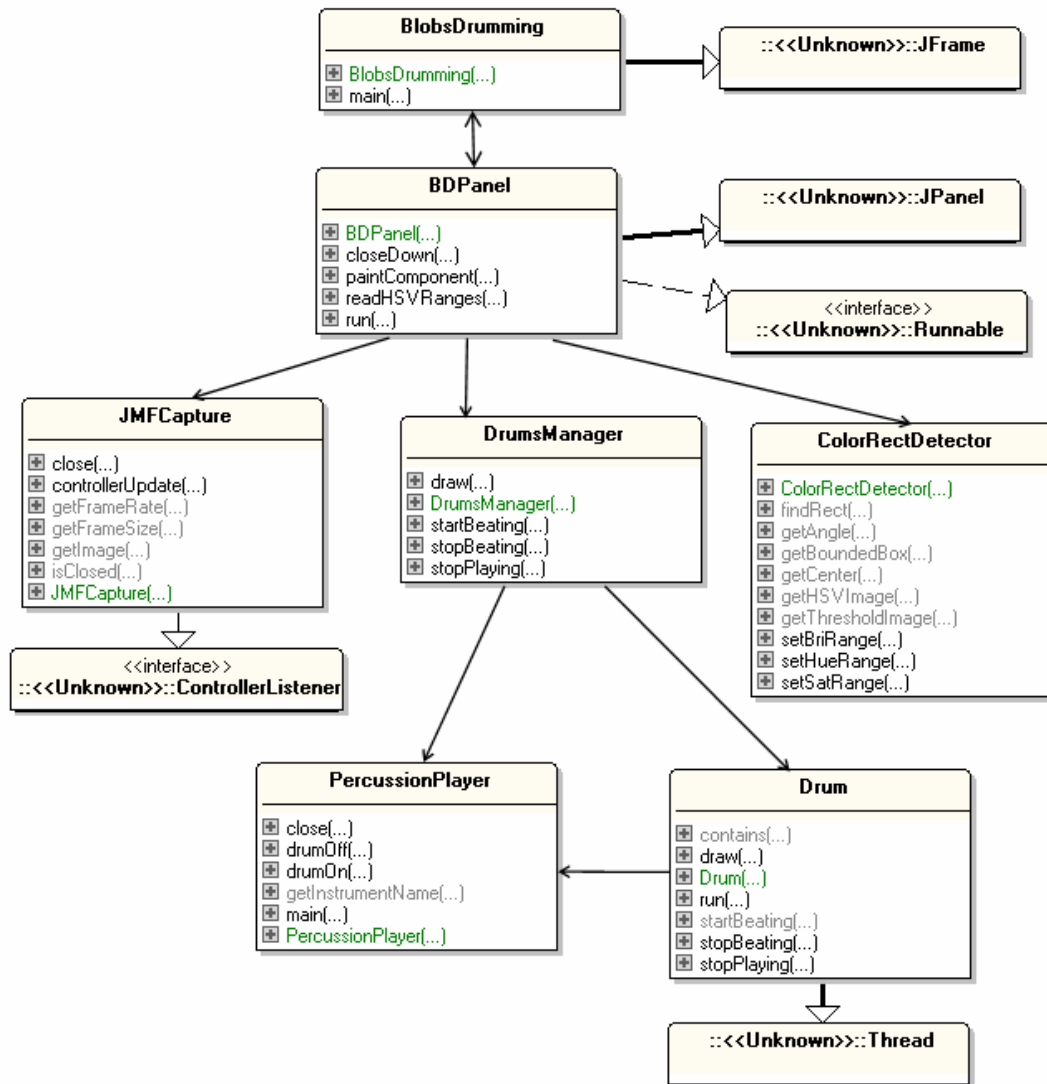 BlobsDrumming
BlobsDrumming(...)
main(...)
::<<Unknown>>::JFrame
BDPanel
BDPanel(...)
closeDown(...)
paintComponent(...)
readHSVRanges(...)
run(...)
::<<Unknown>>::JPanel
<<interface>>
::<<Unknown>>::Runnable
JMFCapture
close(...)
controllerUpdate(...)
getFrameRate(...)
getFrameSize(...)
getImage(...)
isClosed(...)
JMFCapture(...)
<<interface>>
::<<Unknown>>::ControllerListener
DrumsManager
draw(...)
DrumsManager(...)
startBeating(...)
stopBeating(...)
stopPlaying(...)
ColorRectDetector
ColorRectDetector(...)
findRect(...)
getAngle(...)
getBoundedBox(...)
getCenter(...)
getHSVImage(...)
getThresholdImage(...)
setBriRange(...)
setHueRange(...)
setSatRange(...)
PercussionPlayer
close(...)
drumOff(...)
drumOn(...)
getInstrumentName(...)
main(...)
PercussionPlayer(...)
Drum
contains(...)
draw(...)
Drum(...)
run(...)
startBeating(...)
stopBeating(...)
stopPlaying(...)
::<<Unknown>>::Thread